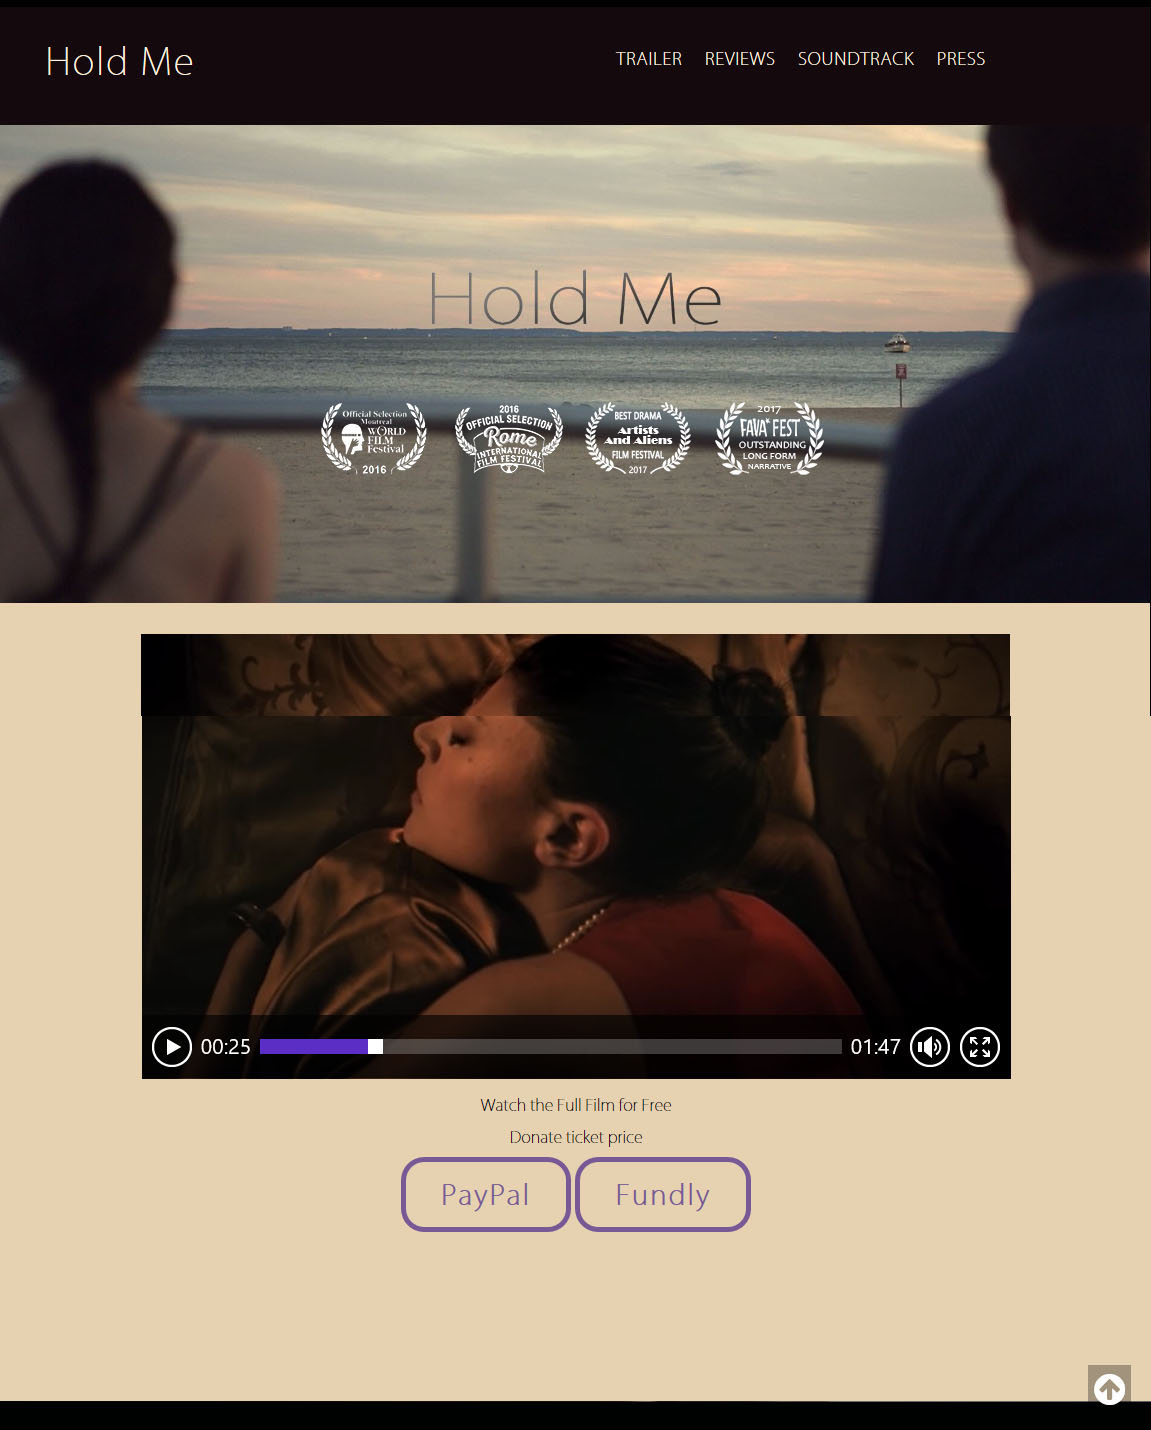 Hold Me
TRAILER REVIEWS SOUNDTRACK PRESS
Hold Me
Official Selection
Montreal
WORLD
FILM
Festival
2016
2016
OFFICIAL SELECTION
Rome
INTERNATIONAL
FILM FESTIVAL
BEST DRAMA
Artists
And Aliens
FILM FESTIVAL
2017
2017
FAVA FEST
OUTSTANDING
LONG FORM
NARRATIVE
00:25
01:47
Watch the Full Film for Free
Donate ticket price
PayPal
Fundly